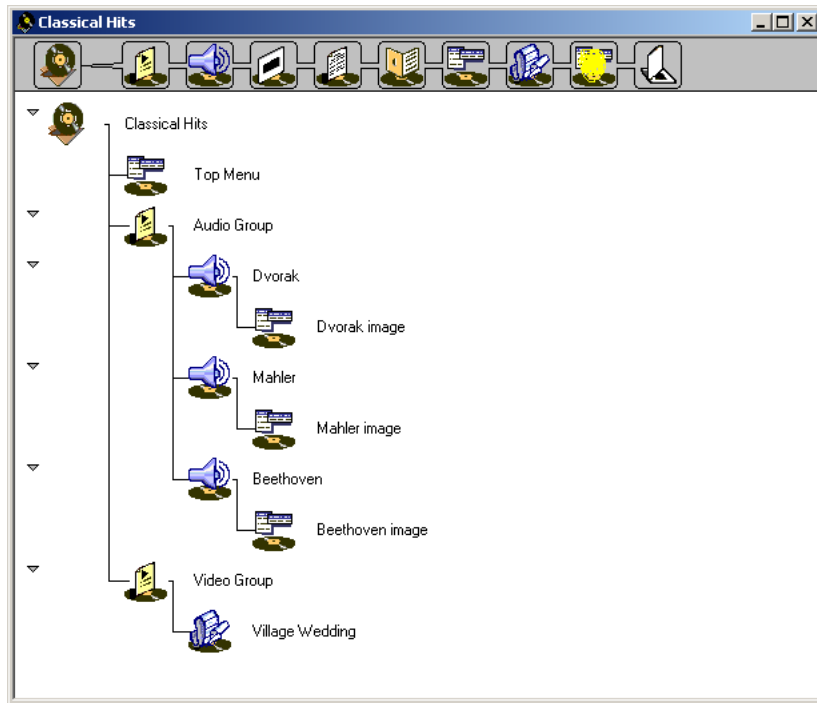 Classical Hits
Classical Hits
Top Menu
Audio Group
Dvorak
Dvorak image
Mahler
Mahler image
Beethoven
Beethoven image
Video Group
Village Wedding